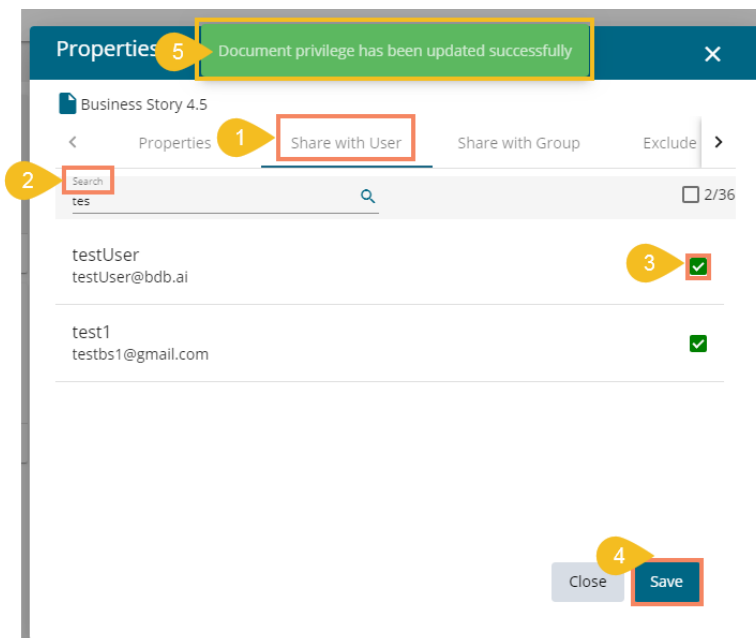 Properties
5
Document privilege has been updated successfully
Business Story 4.5
Properties
1
Share with User
Share with Group
Exclude
2
Search
tes
2/36
testUser
testUser@bdb.ai
3
test1
testbs1@gmail.com
4
Close
Save